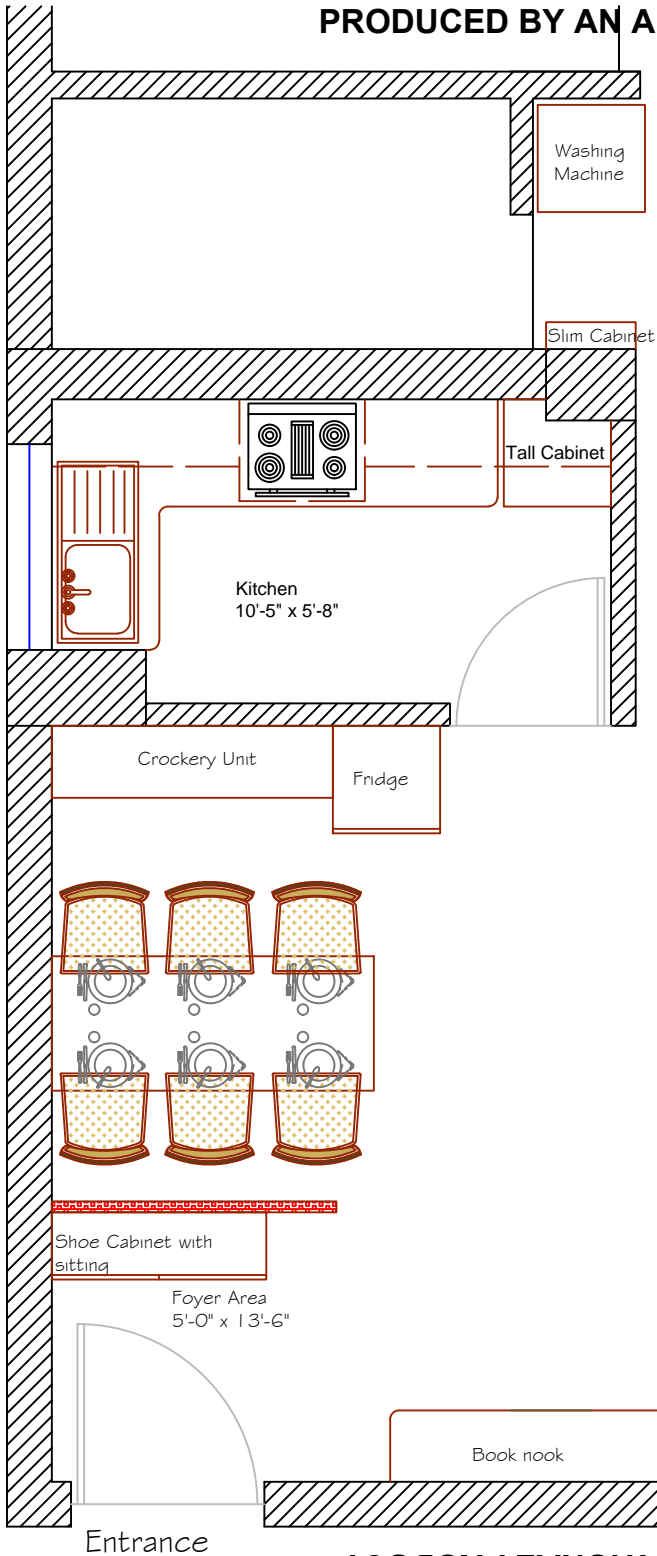 PRODUCED BY AN A
Washing
Machine
Slim Cabinet
Tall Cabinet
Kitchen
10'-5" x 5'-8"
Crockery Unit
Fridge
Shoe Cabinet with
sitting
Foyer Area
5'-0" x 13'-6"
Book nook
Entrance